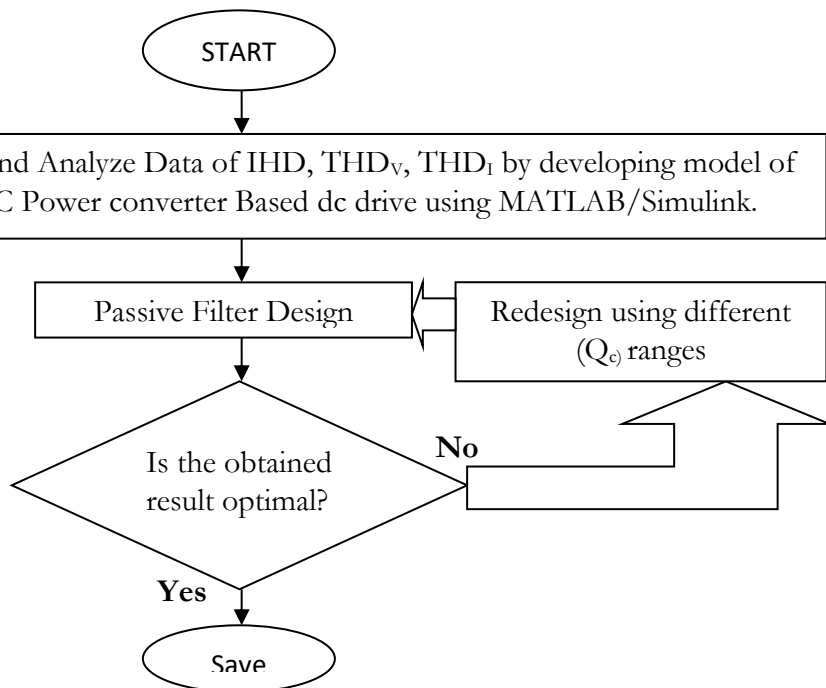 START
nd Analyze Data of IHD, THDV, THDI by developing model of
C Power converter Based dc drive using MATLAB/Simulink.
Passive Filter Design
Redesign using different
(Qc) ranges
Is the obtained
result optimal?
No
Yes
Save